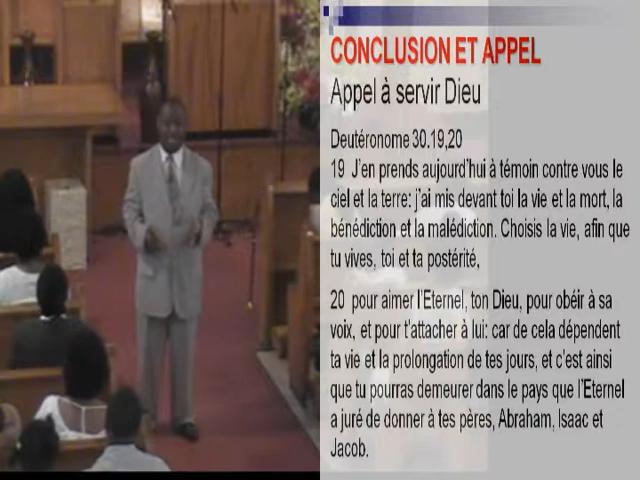 CONCLUSION ET APPEL
Appel à servir Dieu
Deutéronome 30.19,20
19 J'en prends aujourd'hui à témoin contre vous le
ciel et la terre: j'ai mis devant toi la vie et la mort, la
bénédiction et la malédiction. Choisis la vie, afin que
tu vives, toi et ta postérité,
20 pour aimer l'Eternel, ton Dieu, pour obéir à sa
voix, et pour t'attacher à lui: car de cela dépendent
ta vie et la prolongation de tes jours, et c'est ainsi
que tu pourras demeurer dans le pays que l'Eternel
a juré de donner à tes pères, Abraham, Isaac et
Jacob.